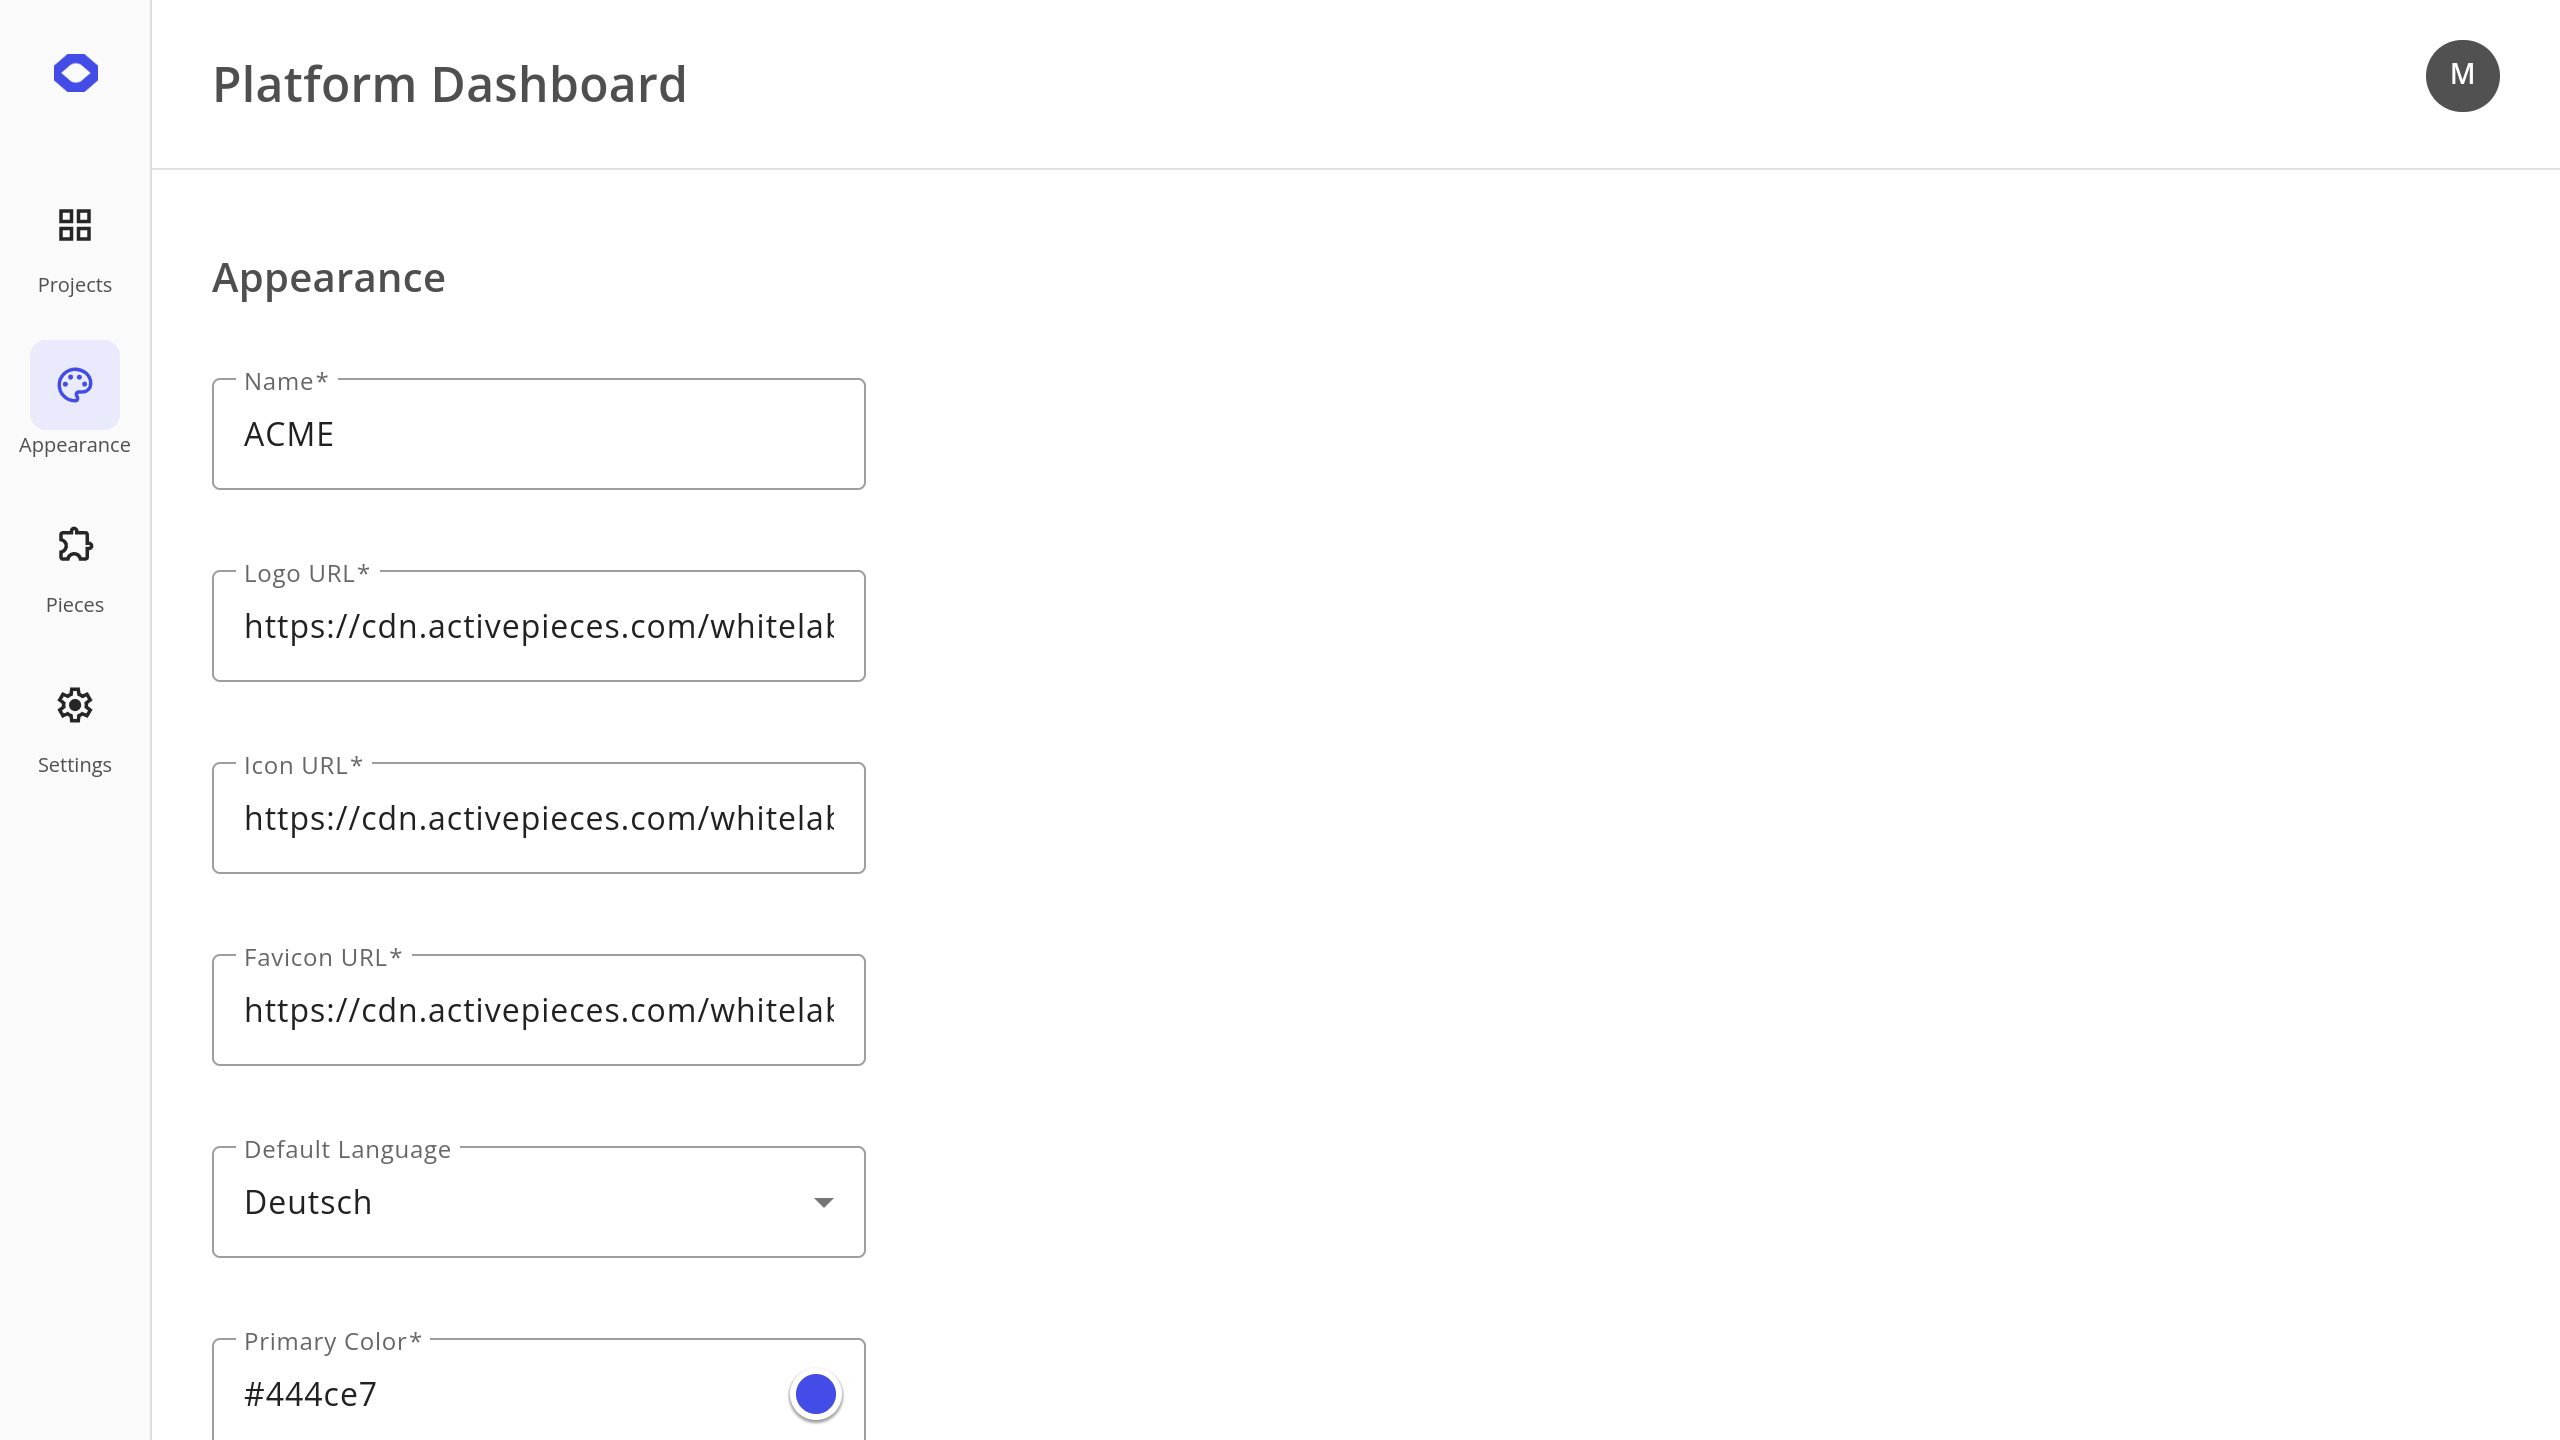 Platform Dashboard
M
Projects
Appearance
Pieces
Settings
Appearance
Name*
ACME
Logo URL*
https://cdn.activepieces.com/whitelab
Icon URL*
https://cdn.activepieces.com/whitelab
Favicon URL*
https://cdn.activepieces.com/whitelab
Default Language
Deutsch
Primary Color*
#444ce7